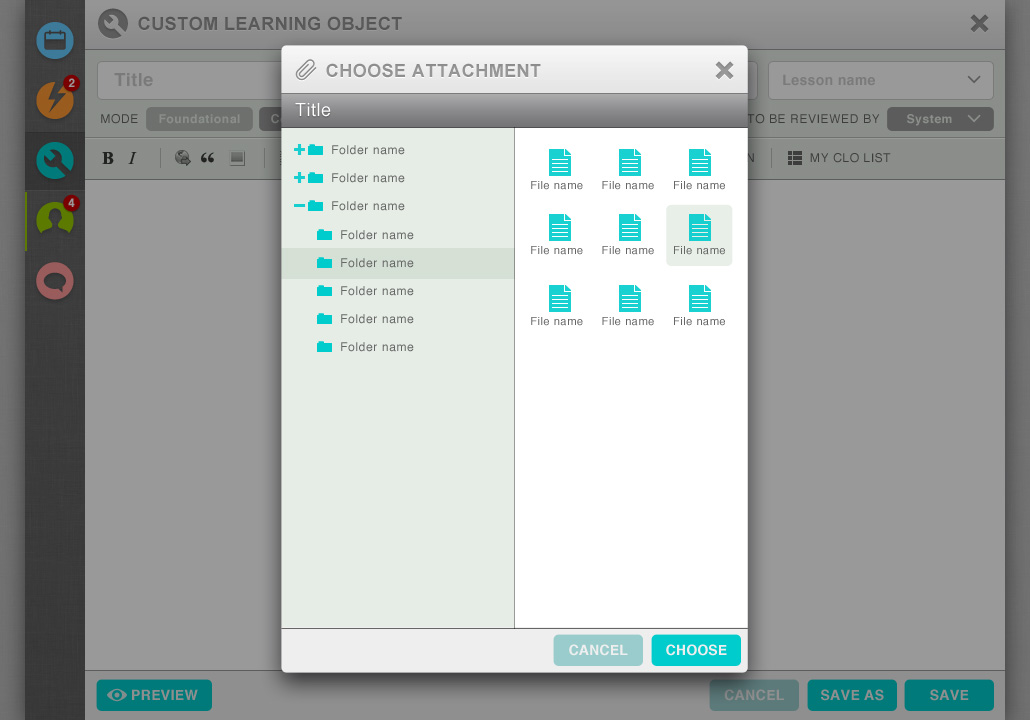 CUSTOM LEARNING OBJECT
CHOOSE ATTACHMENT
Title
Lesson name
2
Title
MODE Foundational
TO BE REVIEWED BY System
B I
MY CLO LIST
4
Folder name
Folder name
Folder name
Folder name
Folder name
Folder name
Folder name
Folder name
File name File name File name
File name File name File name
File name File name File name
CANCEL CHOOSE
PREVIEW
CANCEL SAVE AS SAVE